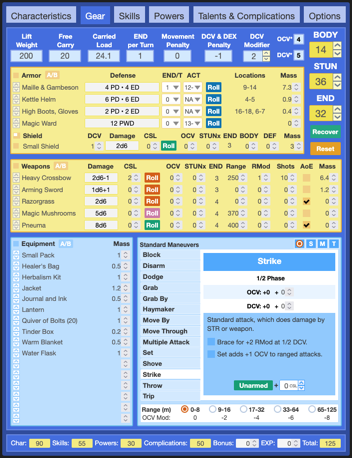 Characteristics Gear Skills Powers Talents & Complications Options
Lift Weight Free Carry Carried Load END per Turn Movement Penalty DCV & DEX Penalty DCV Modifier OCV* 4
200 20 24.1 1 0 -1 2 DCV* 5
BODY
14
STUN
36
END
32
Recover
Reset
Armor A/B Defense END/T ACT Locations Mass
Maille & Gambeson 4 PD • 4 ED 1 12- Roll 9-14 7.3
Kettle Helm 6 PD • 6 ED 0 NA Roll 4-5 0.9
High Boots, Gloves 2 PD • 2 ED 0 NA Roll 16-18, 6-7 0.4
Magic Ward 12 PWD 0 13- Roll 0
Shield DCV Damage CSL OCV STUNx END BODY DEF Mass
Small Shield 1 2d6 0 Roll 0 0 3 0 0 3
Weapons A/B Damage CSL OCV STUNx END Range RMod Shots AoE Mass
Heavy Crossbow 2d6-1 2 Roll 0 0 3 250 1 10 6.4
Arming Sword 1d6+1 0 Roll 0 0 3 0 0 0 1.2
Razorgrass 2d6 0 Roll 0 0 5 400 0 0
Magic Mushrooms 5d6 0 Roll 0 0 4 370 0 0
Pneuma 8d6 0 Roll 0 0 4 400 0 0
Equipment A/B Mass
Small Pack 1
Healer's Bag 0.5
Herbalism Kit 1
Jacket 1.2
Journal and Ink 0.5
Lantern 1
Quiver of Bolts (20) 1
Tinder Box 0.2
Warm Blanket 0.5
Water Flask 1
Standard Maneuvers O S M T
Block
Disarm
Dodge
Grab
Grab By
Haymaker
Move By
Move Through
Multiple Attack
Set
Shove
Strike
Throw
Trip
Strike
1/2 Phase
OCV: +0 + 0
DCV: +0 + 0
Standard attack, which does damage by STR or weapon.
Brace for +2 RMod at 1/2 DCV.
Set adds +1 OCV to ranged attacks.
Unarmed + 0 CSL
Range (m) 0-8 9-16 17-32 33-64 65-125
OCV Mod: 0 -2 -4 -6 -8
Char: 90 Skills: 55 Powers: 30 Complications: 50 Bonus: 0 EXP: 0 Total: 125